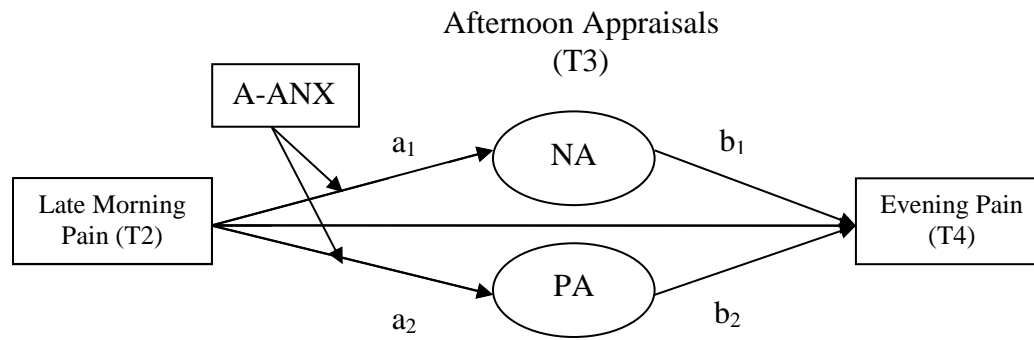 Afternoon Appraisals
(T3)
A-ANX
a₁
NA
b₁
Late Morning
Pain (T2)
Evening Pain
(T4)
PA
a₂
b₂